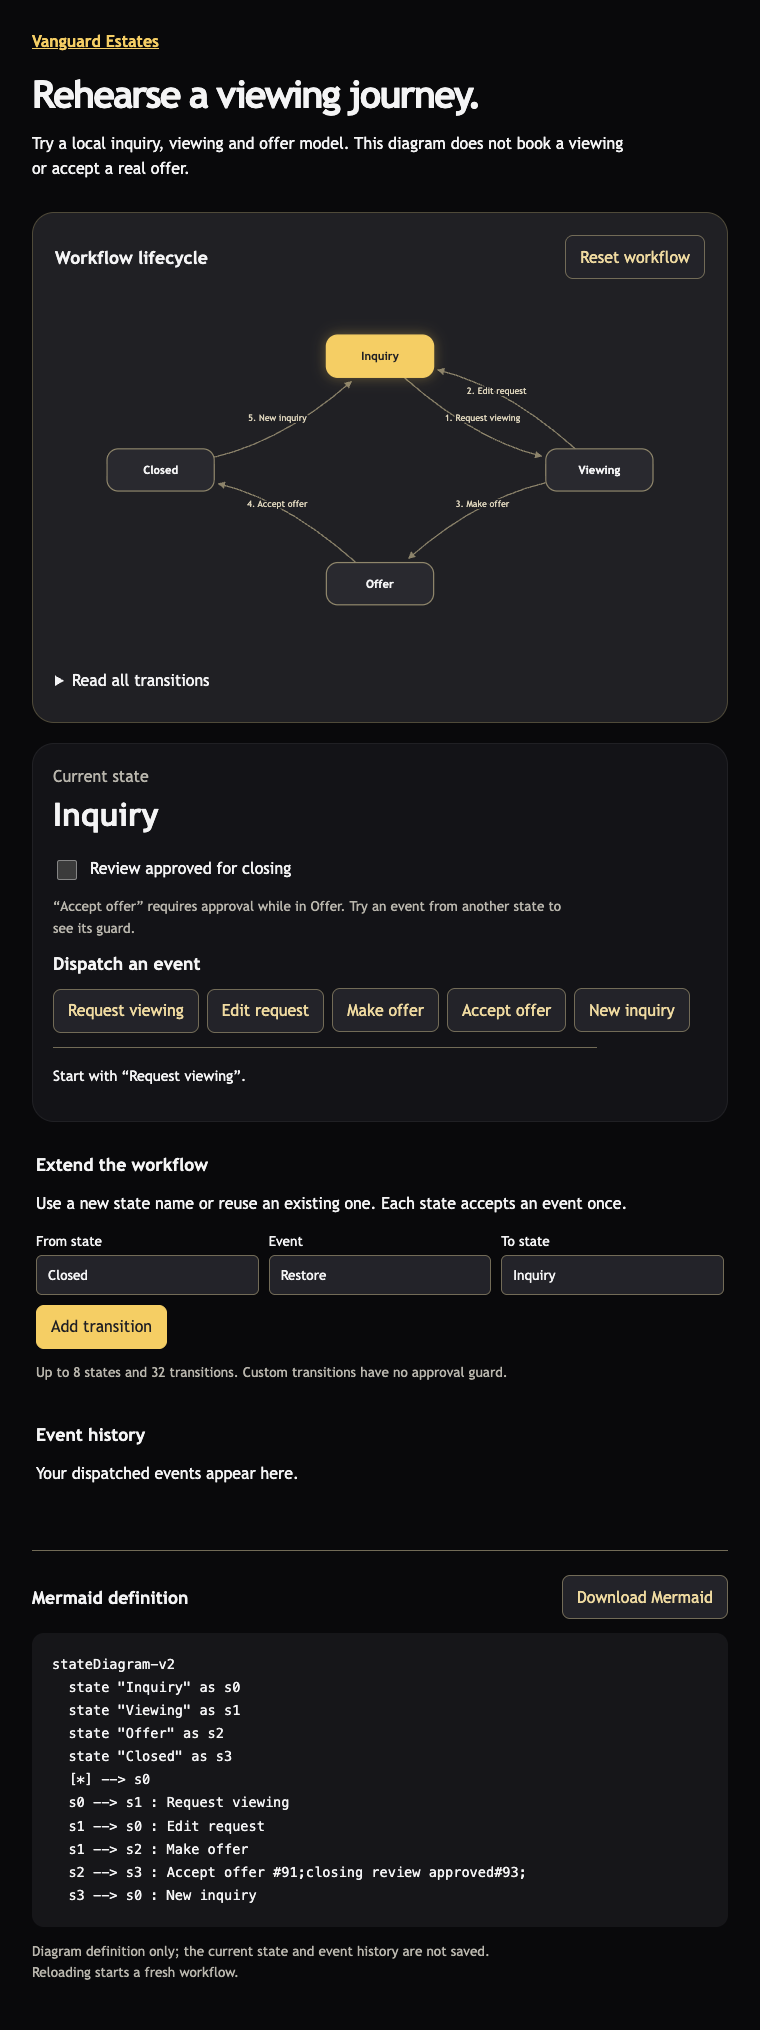 Vanguard Estates
Rehearse a viewing journey.
Try a local inquiry, viewing and offer model. This diagram does not book a viewing
or accept a real offer.
Workflow lifecycle
Reset workflow
Inquiry
2. Edit request
5. New inquiry
1. Request viewing
Closed
Viewing
4. Accept offer
3. Make offer
Offer
Read all transitions
Current state
Inquiry
Review approved for closing
“Accept offer” requires approval while in Offer. Try an event from another state to
see its guard.
Dispatch an event
Request viewing
Edit request
Make offer
Accept offer
New inquiry
Start with “Request viewing”.
Extend the workflow
Use a new state name or reuse an existing one. Each state accepts an event once.
From state
Event
To state
Closed
Restore
Inquiry
Add transition
Up to 8 states and 32 transitions. Custom transitions have no approval guard.
Event history
Your dispatched events appear here.
Mermaid definition
Download Mermaid
stateDiagram-v2
  state "Inquiry" as s0
  state "Viewing" as s1
  state "Offer" as s2
  state "Closed" as s3
  [*] --> s0
  s0 --> s1 : Request viewing
  s1 --> s0 : Edit request
  s1 --> s2 : Make offer
  s2 --> s3 : Accept offer #91;closing review approved#93;
  s3 --> s0 : New inquiry
Diagram definition only; the current state and event history are not saved.
Reloading starts a fresh workflow.